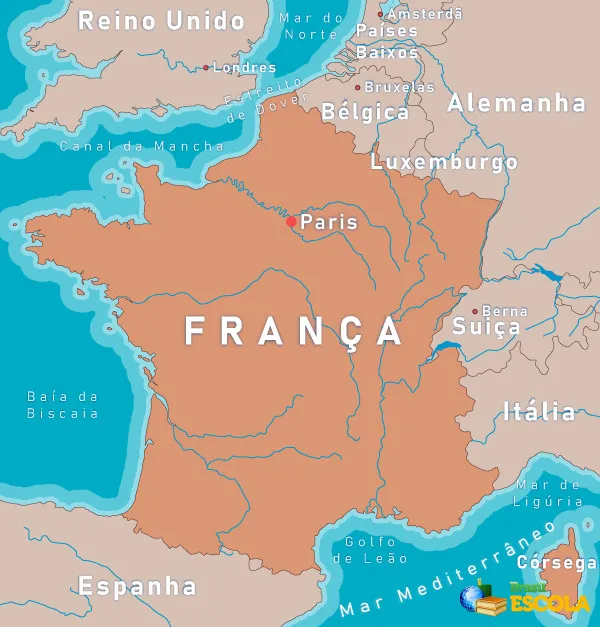 Reino Unido
Mar do
Norte
Amsterdã
Países
Baixos
Londres
Estreito
de Dover
Bruxelas
Bélgica
Alemanha
Canal da Mancha
Luxemburgo
Paris
Berna
Suíça
FRANÇA
Baía da
Biscaia
Itália
Mar de
Ligúria
Golfo
de Leão
Mar Mediterrâneo
Córsega
Espanha
Brasil
ESCOLA